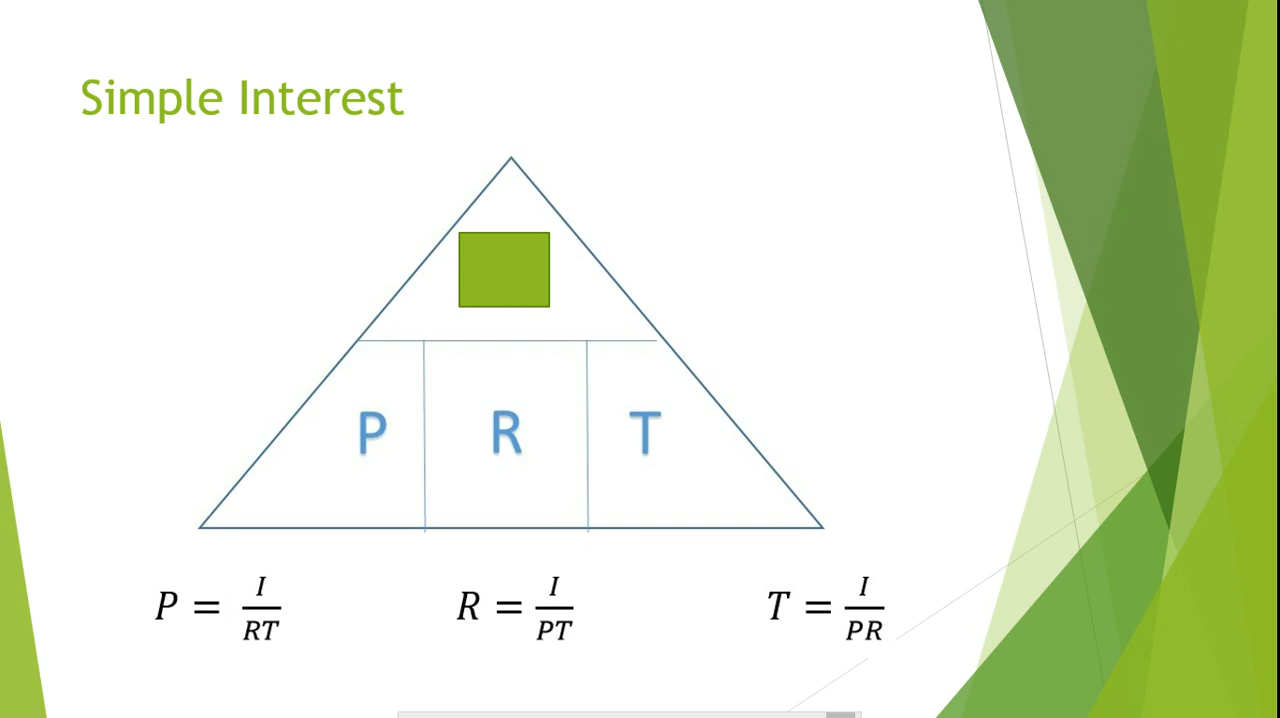 Simple Interest
P R T
P = I/RT R = I/PT T = I/PR